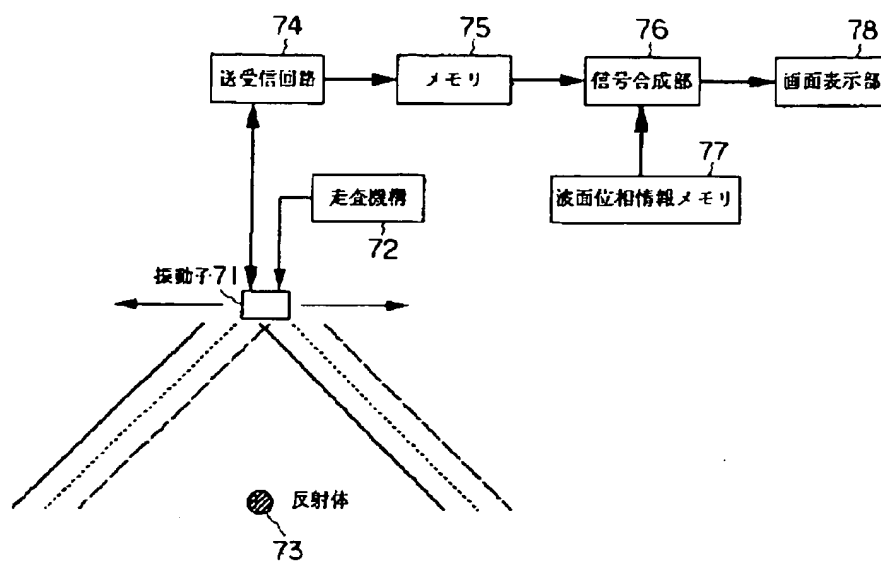 74
75
76
78
送受信回路
メモリ
信号合成部
画面表示部
77
走査機構
波面位相情報メモリ
72
振動子71
反射体
73